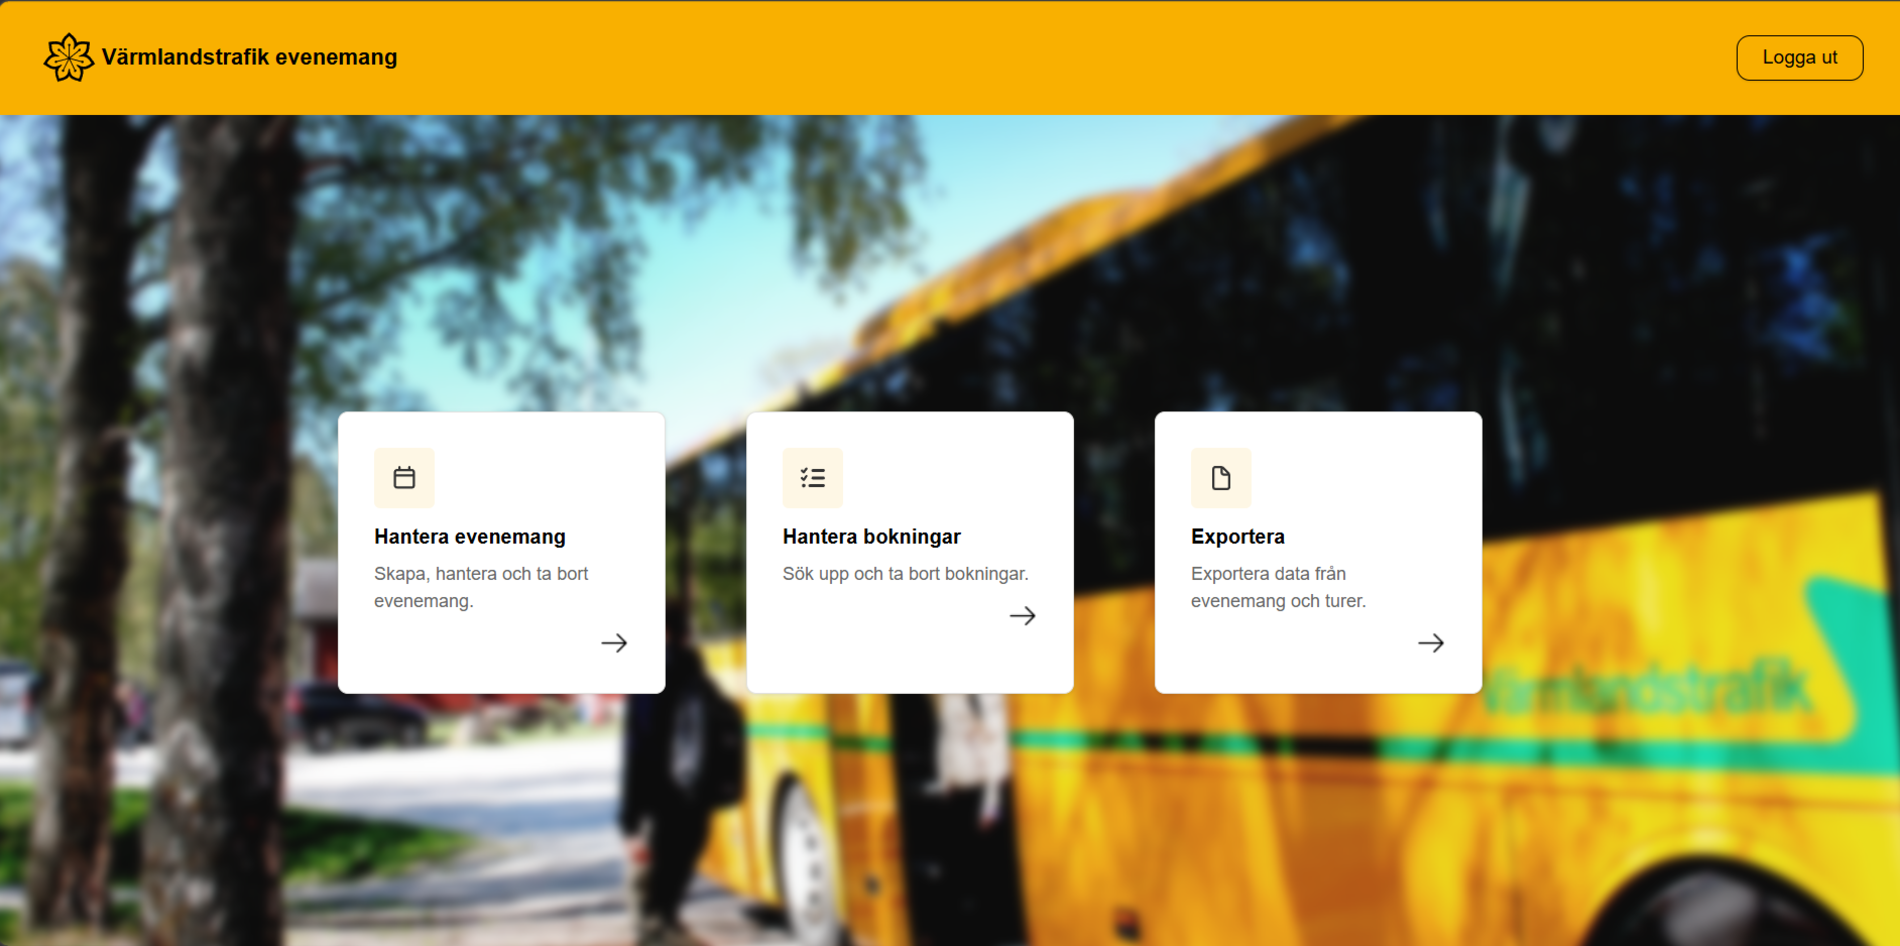 Värmlandstrafik evenemang
Logga ut
Hantera evenemang
Skapa, hantera och ta bort
evenemang.
Hantera bokningar
Sök upp och ta bort bokningar.
Exportera
Exportera data från
evenemang och turer.
Värmlandstrafik